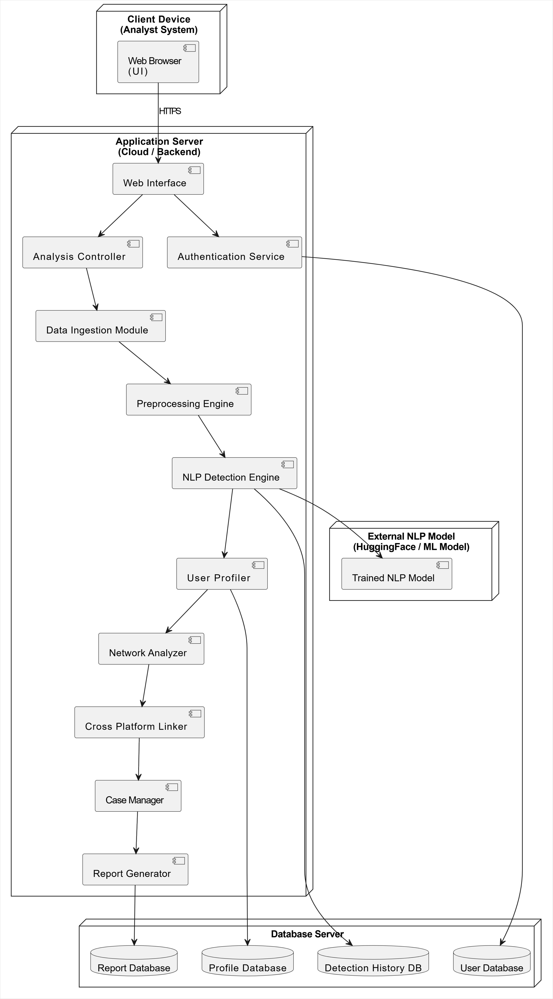 Client Device
(Analyst System)
Web Browser
(UI)
HTTPS
Application Server
(Cloud / Backend)
Web Interface
Analysis Controller
Authentication Service
Data Ingestion Module
Preprocessing Engine
NLP Detection Engine
External NLP Model
(HuggingFace / ML Model)
User Profiler
Trained NLP Model
Network Analyzer
Cross Platform Linker
Case Manager
Report Generator
Database Server
Report Database
Profile Database
Detection History DB
User Database